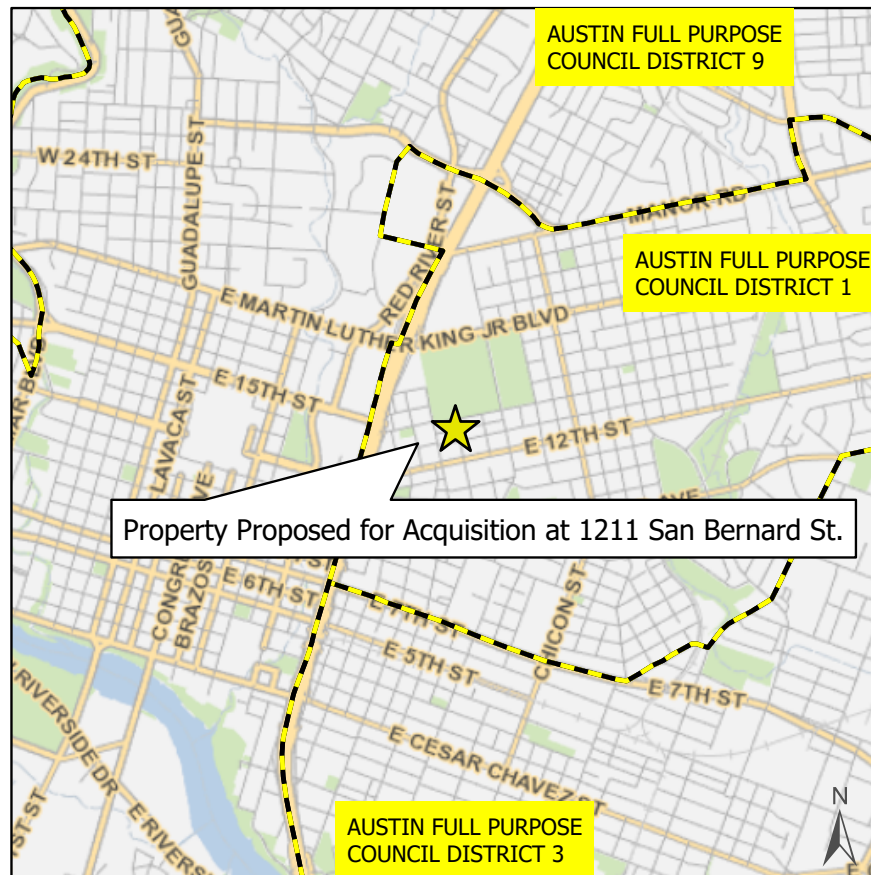 AUSTIN FULL PURPOSE
COUNCIL DISTRICT 9
GUADALUPE ST
W 24TH ST
RED RIVER ST
MANOR RD
AUSTIN FULL PURPOSE
COUNCIL DISTRICT 1
E MARTIN LUTHER KING JR BLVD
E 15TH ST
LAVACA ST
E 12TH ST
Property Proposed for Acquisition at 1211 San Bernard St.
BRAZOS
E 6TH ST
E 7TH ST
E 5TH ST
CHICON ST
E 7TH ST
E CESAR CHAVEZ ST
RIVERSIDE DR
AUSTIN FULL PURPOSE
COUNCIL DISTRICT 3
N